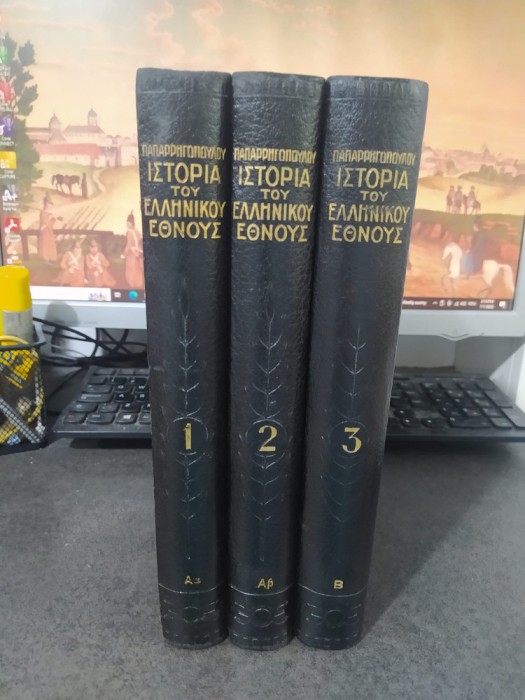 ΠΑΠΑΡΡΗΓΟΠΟΥΛΟΥ
ΙΣΤΟΡΙΑ
ΤΟΥ
ΕΛΛΗΝΙΚΟΥ
ΕΘΝΟΥΣ
1
Αα
ΠΑΠΑΡΡΗΓΟΠΟΥΛΟΥ
ΙΣΤΟΡΙΑ
ΤΟΥ
ΕΛΛΗΝΙΚΟΥ
ΕΘΝΟΥΣ
2
Αβ
ΠΑΠΑΡΡΗΓΟΠΟΥΛΟΥ
ΙΣΤΟΡΙΑ
ΤΟΥ
ΕΛΛΗΝΙΚΟΥ
ΕΘΝΟΥΣ
3
Β